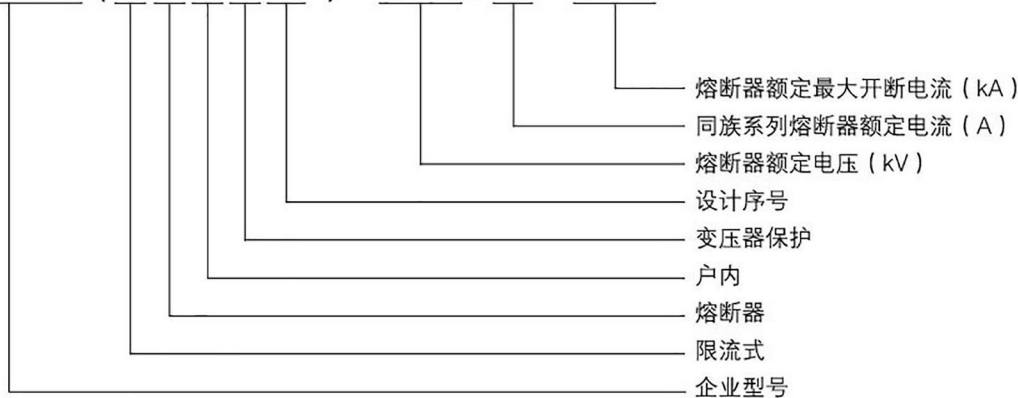 熔断器额定最大开断电流（kA）
同族系列熔断器额定电流（A）
熔断器额定电压（kV）
设计序号
变压器保护
户内
熔断器
限流式
企业型号